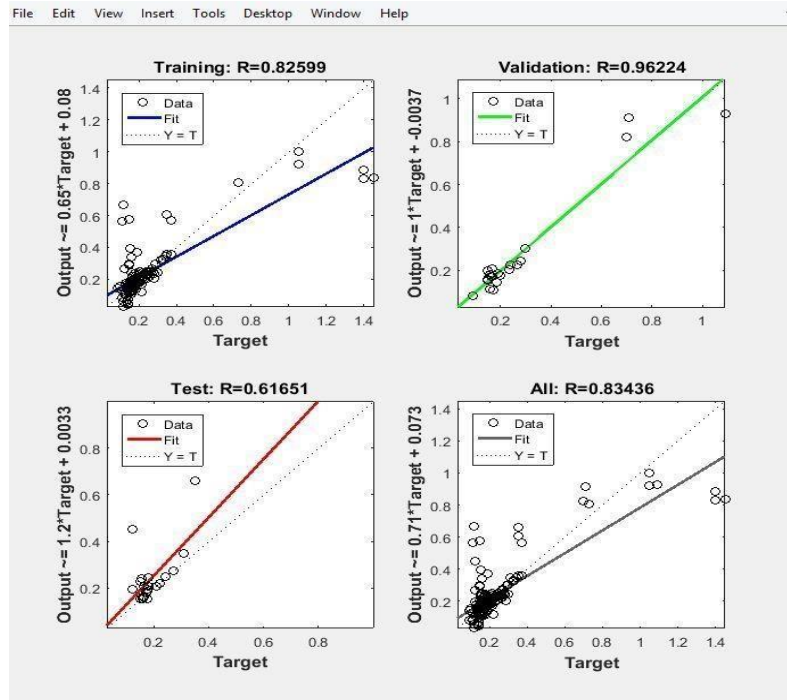 File Edit View Insert Tools Desktop Window Help
Training: R=0.82599
Output ~= 0.65*Target + 0.08
1.4
1.2
1
0.8
0.6
0.4
0.2
Data
Fit
Y = T
0.2 0.4 0.6 0.8 1 1.2 1.4
Target
Validation: R=0.96224
Output ~= 1*Target + -0.0037
1
0.8
0.6
0.4
0.2
Data
Fit
Y = T
0.2 0.4 0.6 0.8 1
Target
Test: R=0.61651
Output ~= 1.2*Target + 0.0033
0.8
0.6
0.4
0.2
Data
Fit
Y = T
0.2 0.4 0.6 0.8
Target
All: R=0.83436
Output ~= 0.71*Target + 0.073
1.4
1.2
1
0.8
0.6
0.4
0.2
Data
Fit
Y = T
0.2 0.4 0.6 0.8 1 1.2 1.4
Target